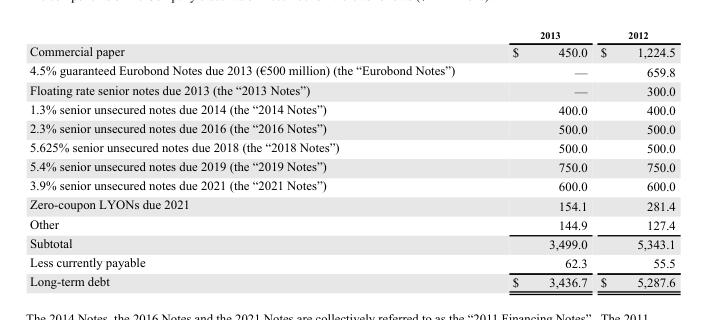 2013 2012
Commercial paper $ 450.0 $ 1,224.5
4.5% guaranteed Eurobond Notes due 2013 (€500 million) (the “Eurobond Notes”) — 659.8
Floating rate senior notes due 2013 (the “2013 Notes”) — 300.0
1.3% senior unsecured notes due 2014 (the “2014 Notes”) 400.0 400.0
2.3% senior unsecured notes due 2016 (the “2016 Notes”) 500.0 500.0
5.625% senior unsecured notes due 2018 (the “2018 Notes”) 500.0 500.0
5.4% senior unsecured notes due 2019 (the “2019 Notes”) 750.0 750.0
3.9% senior unsecured notes due 2021 (the “2021 Notes”) 600.0 600.0
Zero-coupon LYONs due 2021 154.1 281.4
Other 144.9 127.4
Subtotal 3,499.0 5,343.1
Less currently payable 62.3 55.5
Long-term debt $ 3,436.7 $ 5,287.6
The 2014 Notes, the 2016 Notes and the 2021 Notes are collectively referred to as the “2011 Financing Notes”. The 2011